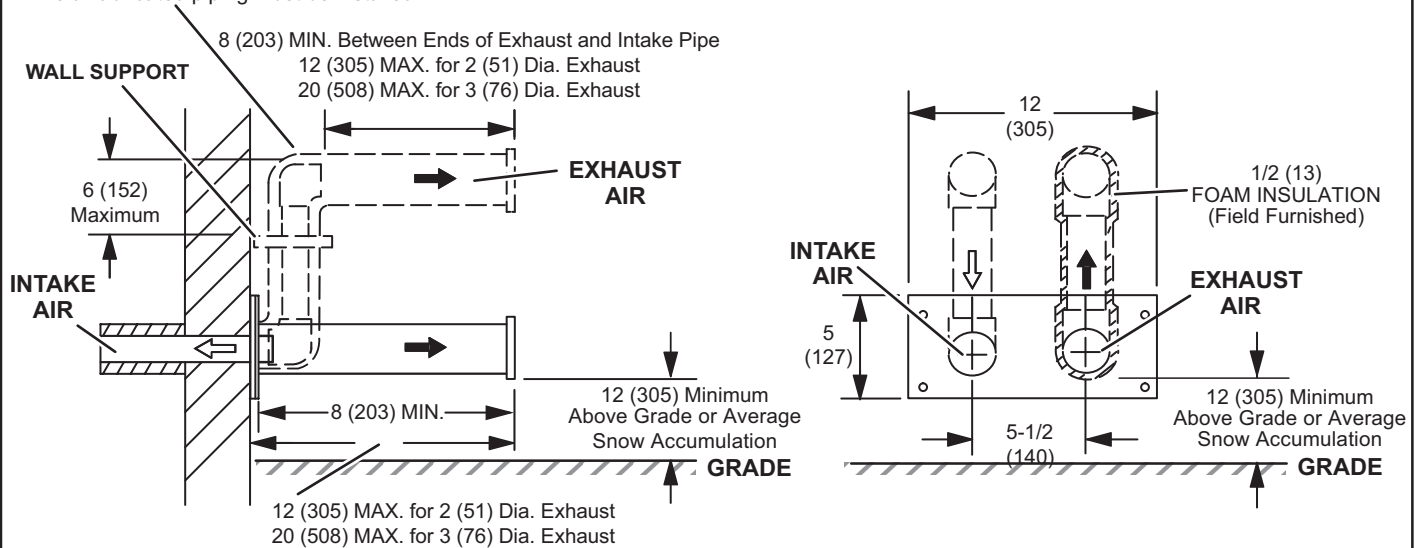 8 (203) MIN. Between Ends of Exhaust and Intake Pipe
12 (305) MAX. for 2 (51) Dia. Exhaust
20 (508) MAX. for 3 (76) Dia. Exhaust
WALL SUPPORT
6 (152)
Maximum
EXHAUST
AIR
INTAKE
AIR
8 (203) MIN.
12 (305) Minimum
Above Grade or Average
Snow Accumulation
GRADE
12 (305) MAX. for 2 (51) Dia. Exhaust
20 (508) MAX. for 3 (76) Dia. Exhaust
12
(305)
1/2 (13)
FOAM INSULATION
(Field Furnished)
INTAKE
AIR
EXHAUST
AIR
5
(127)
5-1/2
(140)
12 (305) Minimum
Above Grade or Average
Snow Accumulation
GRADE